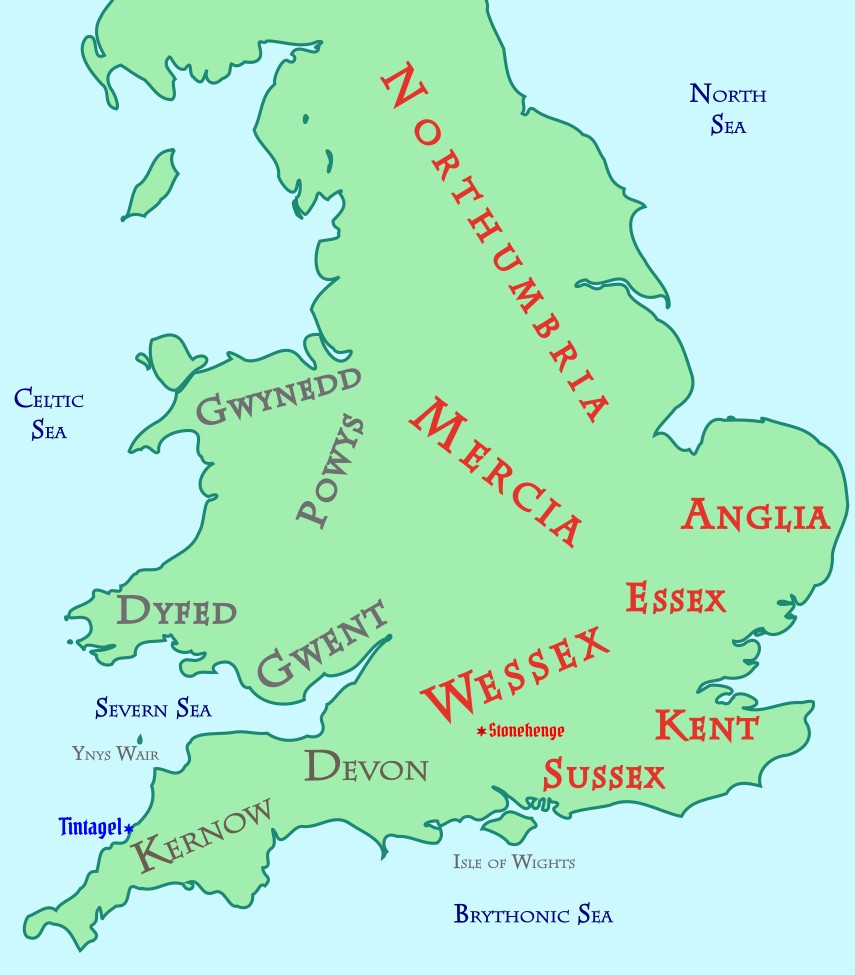 Northumbria
North
Sea
Celtic
Sea
Gwynedd
Powys
Mercia
Anglia
Dyfed
Gwent
Essex
Wessex
Severn Sea
Kent
Stonehenge
Ynys Wair
Devon
Sussex
Tintagel
Kernow
Isle of Wights
Brythonic Sea